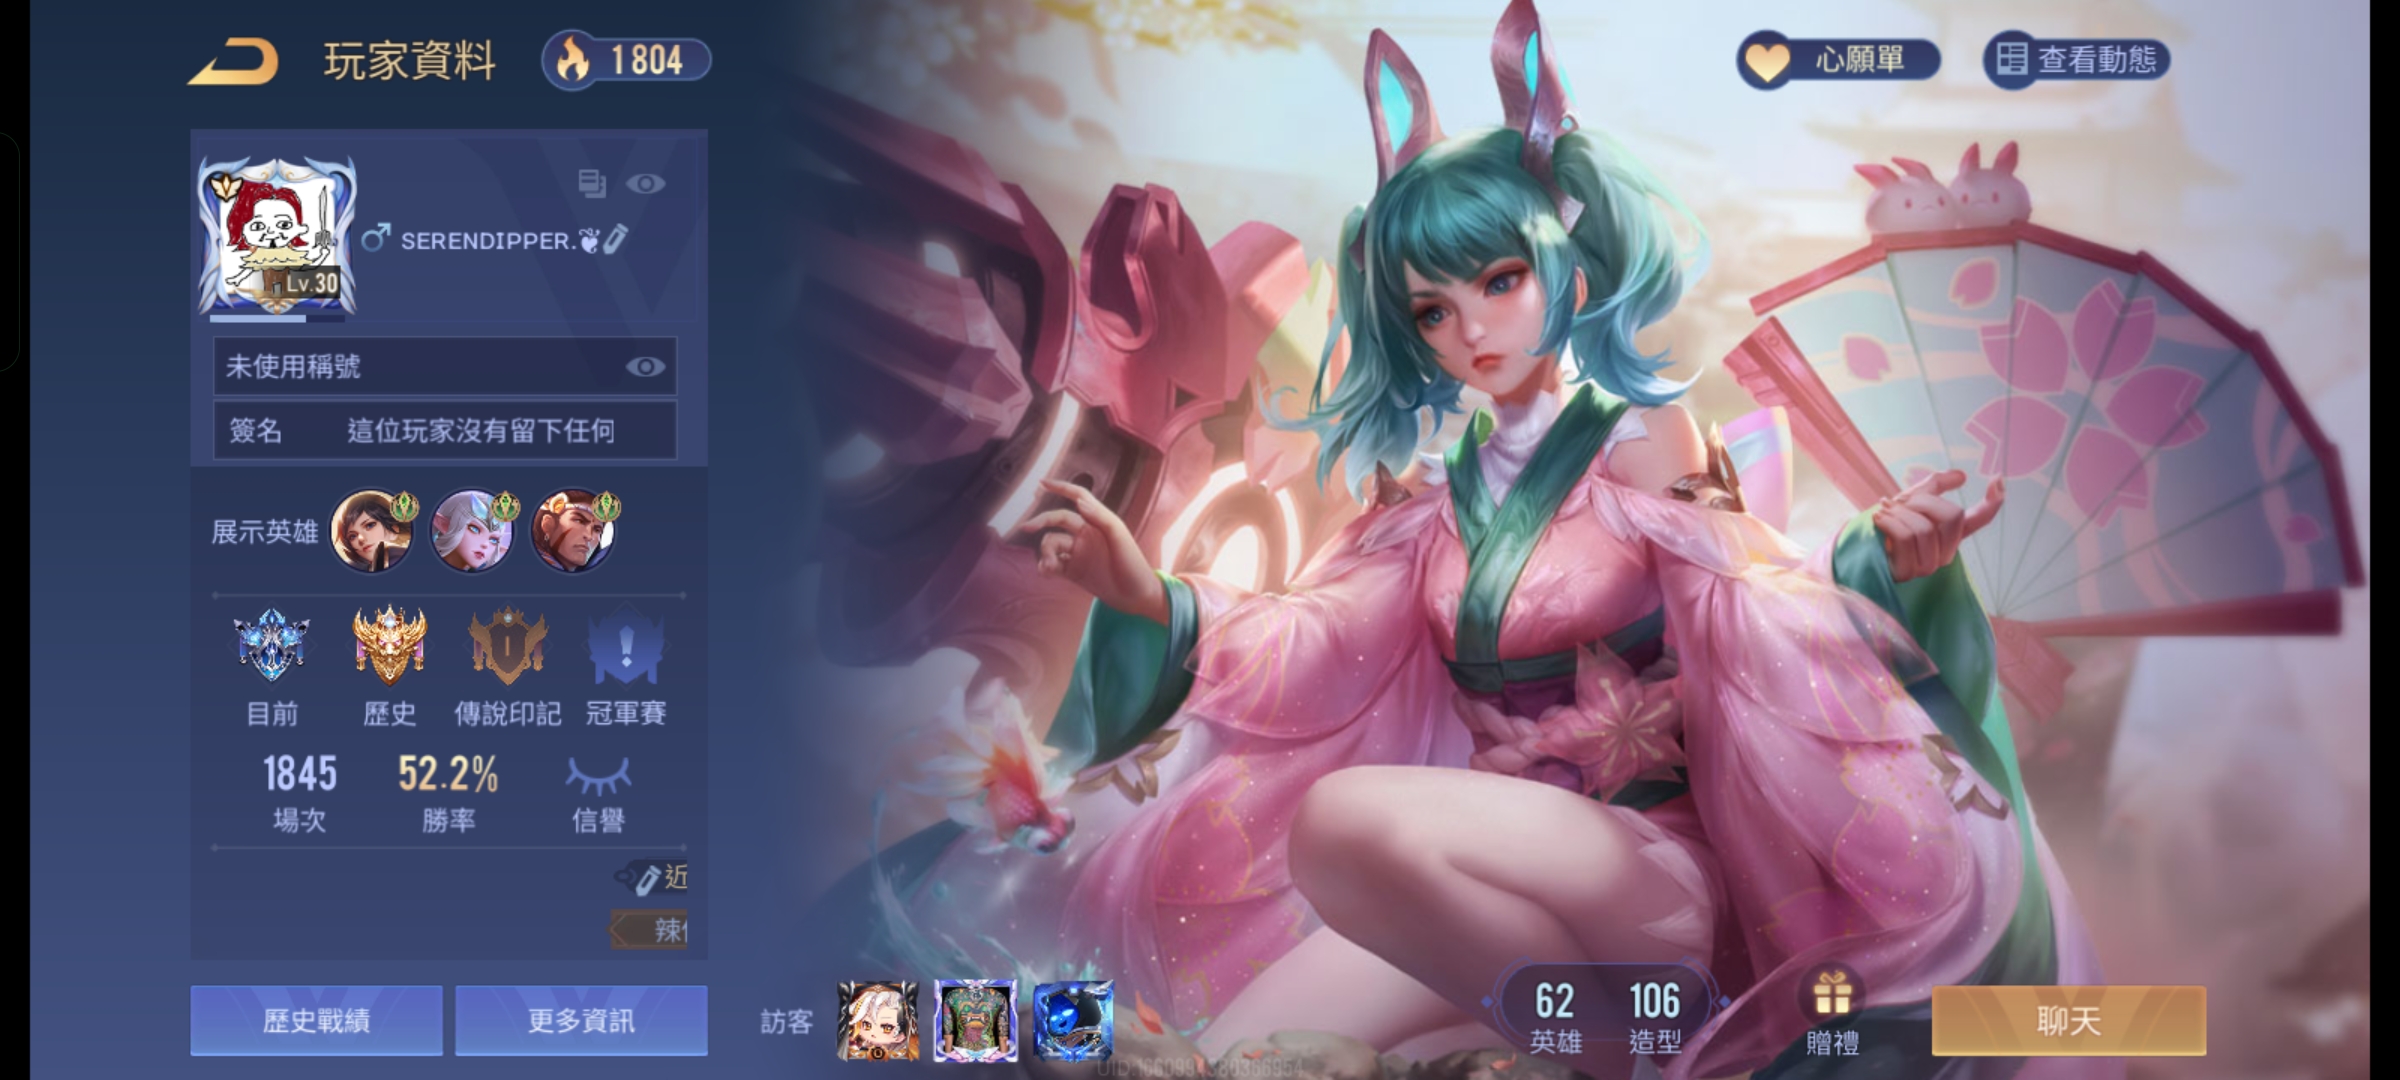 玩家資料
1804
心願單
查看動態
SERENDIPPER.❦
Lv.30
未使用稱號
簽名 這位玩家沒有留下任何
展示英雄
目前 歷史 傳說印記 冠軍賽
1845 52.2%
場次 勝率 信譽
近
辣
歷史戰績 更多資訊
訪客
62 106
英雄 造型
贈禮
聊天